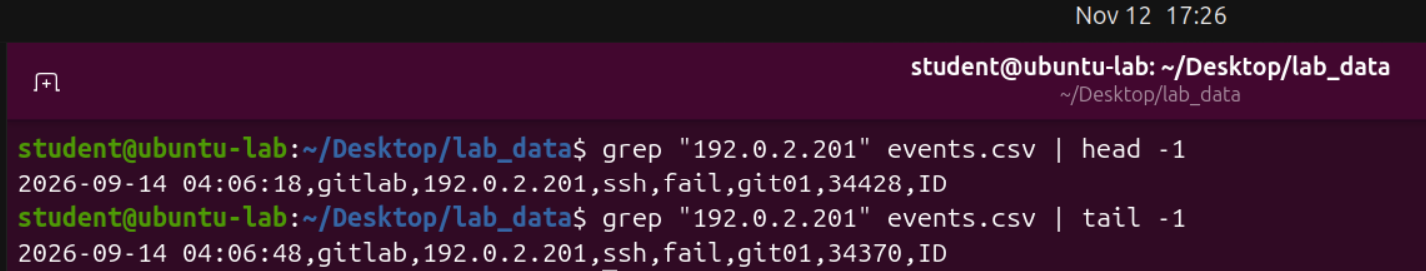 Nov 12 17:26
student@ubuntu-lab: ~/Desktop/lab_data
~/Desktop/lab_data
student@ubuntu-lab:~/Desktop/lab_data$ grep "192.0.2.201" events.csv | head -1
2026-09-14 04:06:18,gitlab,192.0.2.201,ssh,fail,git01,34428,ID
student@ubuntu-lab:~/Desktop/lab_data$ grep "192.0.2.201" events.csv | tail -1
2026-09-14 04:06:48,gitlab,192.0.2.201,ssh,fail,git01,34370,ID